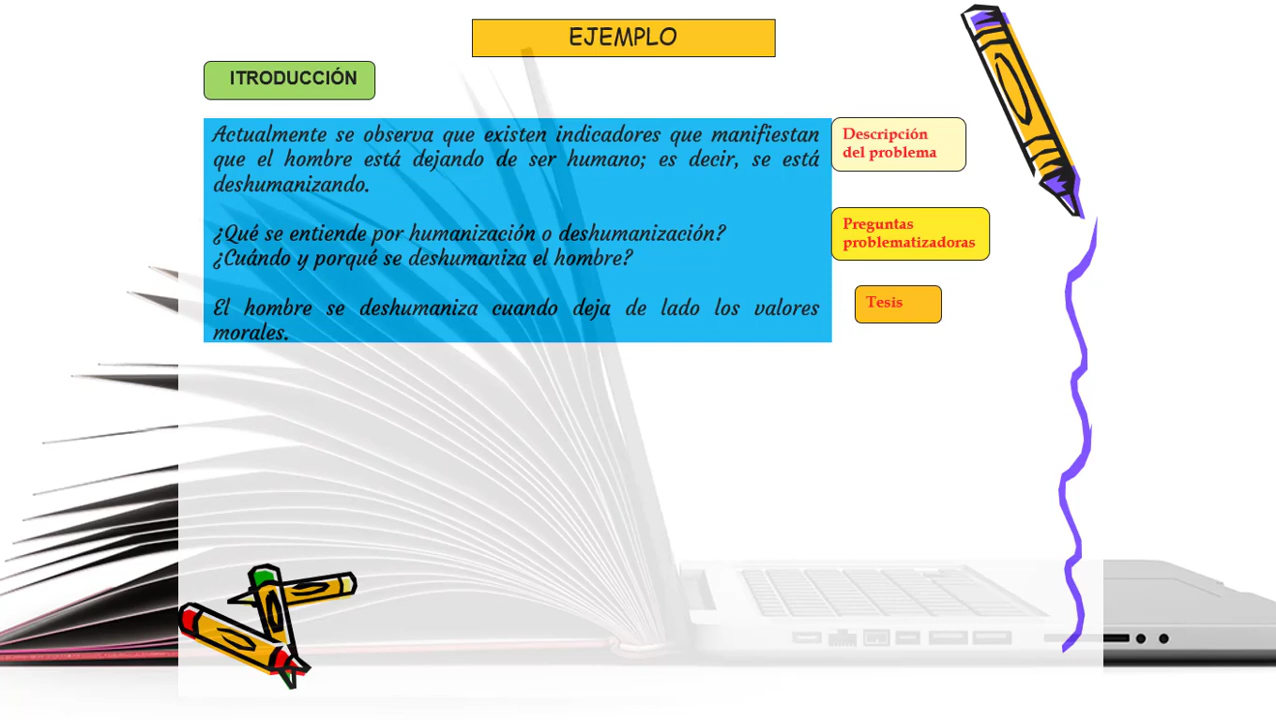 EJEMPLO
ITRODUCCIÓN
Actualmente se observa que existen indicadores que manifiestan
que el hombre está dejando de ser humano; es decir, se está
deshumanizando.
Descripción
del problema
¿Qué se entiende por humanización o deshumanización?
¿Cuándo y porqué se deshumaniza el hombre?
Preguntas
problematizadoras
El hombre se deshumaniza cuando deja de lado los valores
morales.
Tesis